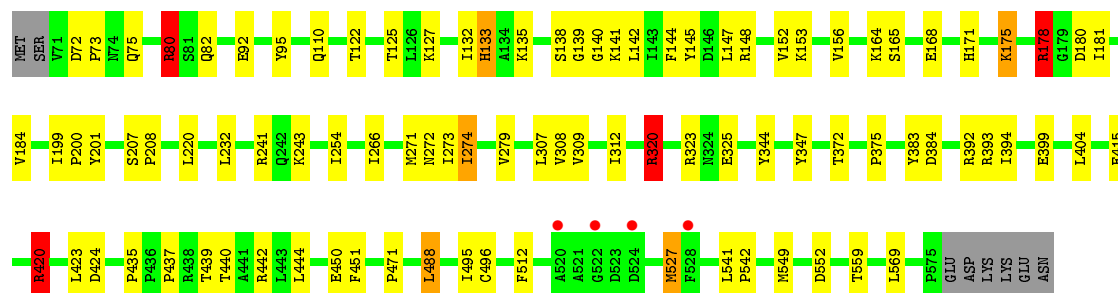 MET SER V71 D72 P73 N74 Q75 R80 S81 Q82 E92 Y95 Q110 T122 T125 L126 K127 I132 H133 A134 K135 S138 G139 G140 K141 L142 I143 F144 Y145 D146 L147 R148 V152 K153 V156 K164 S165 E168 H171 K175 R178 G179 D180 I181
V184 I199 P200 Y201 S207 P208 L220 L232 R241 Q242 K243 I254 I266 M271 N272 I273 I274 V279 L307 V308 V309 I312 R320 R323 N324 E325 Y344 Y347 T372 P375 Y383 D384 R392 R393 I394 E399 L404
R420 L423 D424 P435 P436 P437 R438 T439 T440 A441 R442 L443 L444 E450 F451 P471 L488 I495 C496 F512 A520 A521 G522 D523 D524 M527 F528 L541 P542 M549 D552 T559 L569 P575 GLU ASP LYS LYS GLU ASN